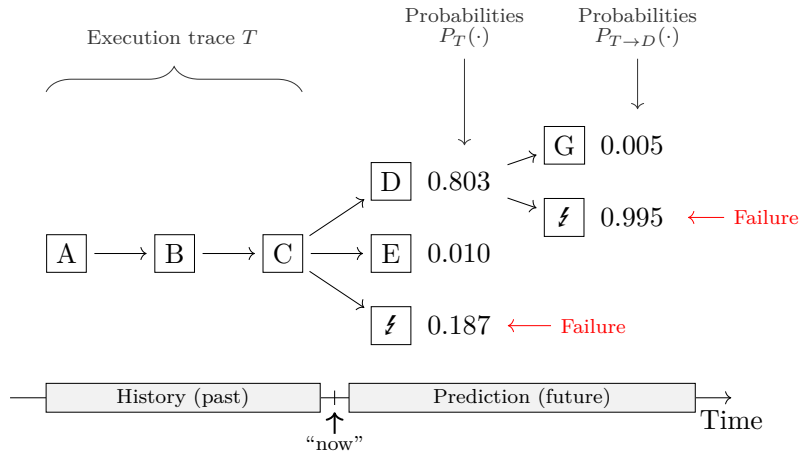 Probabilities
P_T(·)
Probabilities
P_{T→D}(·)
Execution trace T
G 0.005
D 0.803
0.995 Failure
A B C E 0.010
0.187 Failure
History (past)
Prediction (future)
Time
“now”